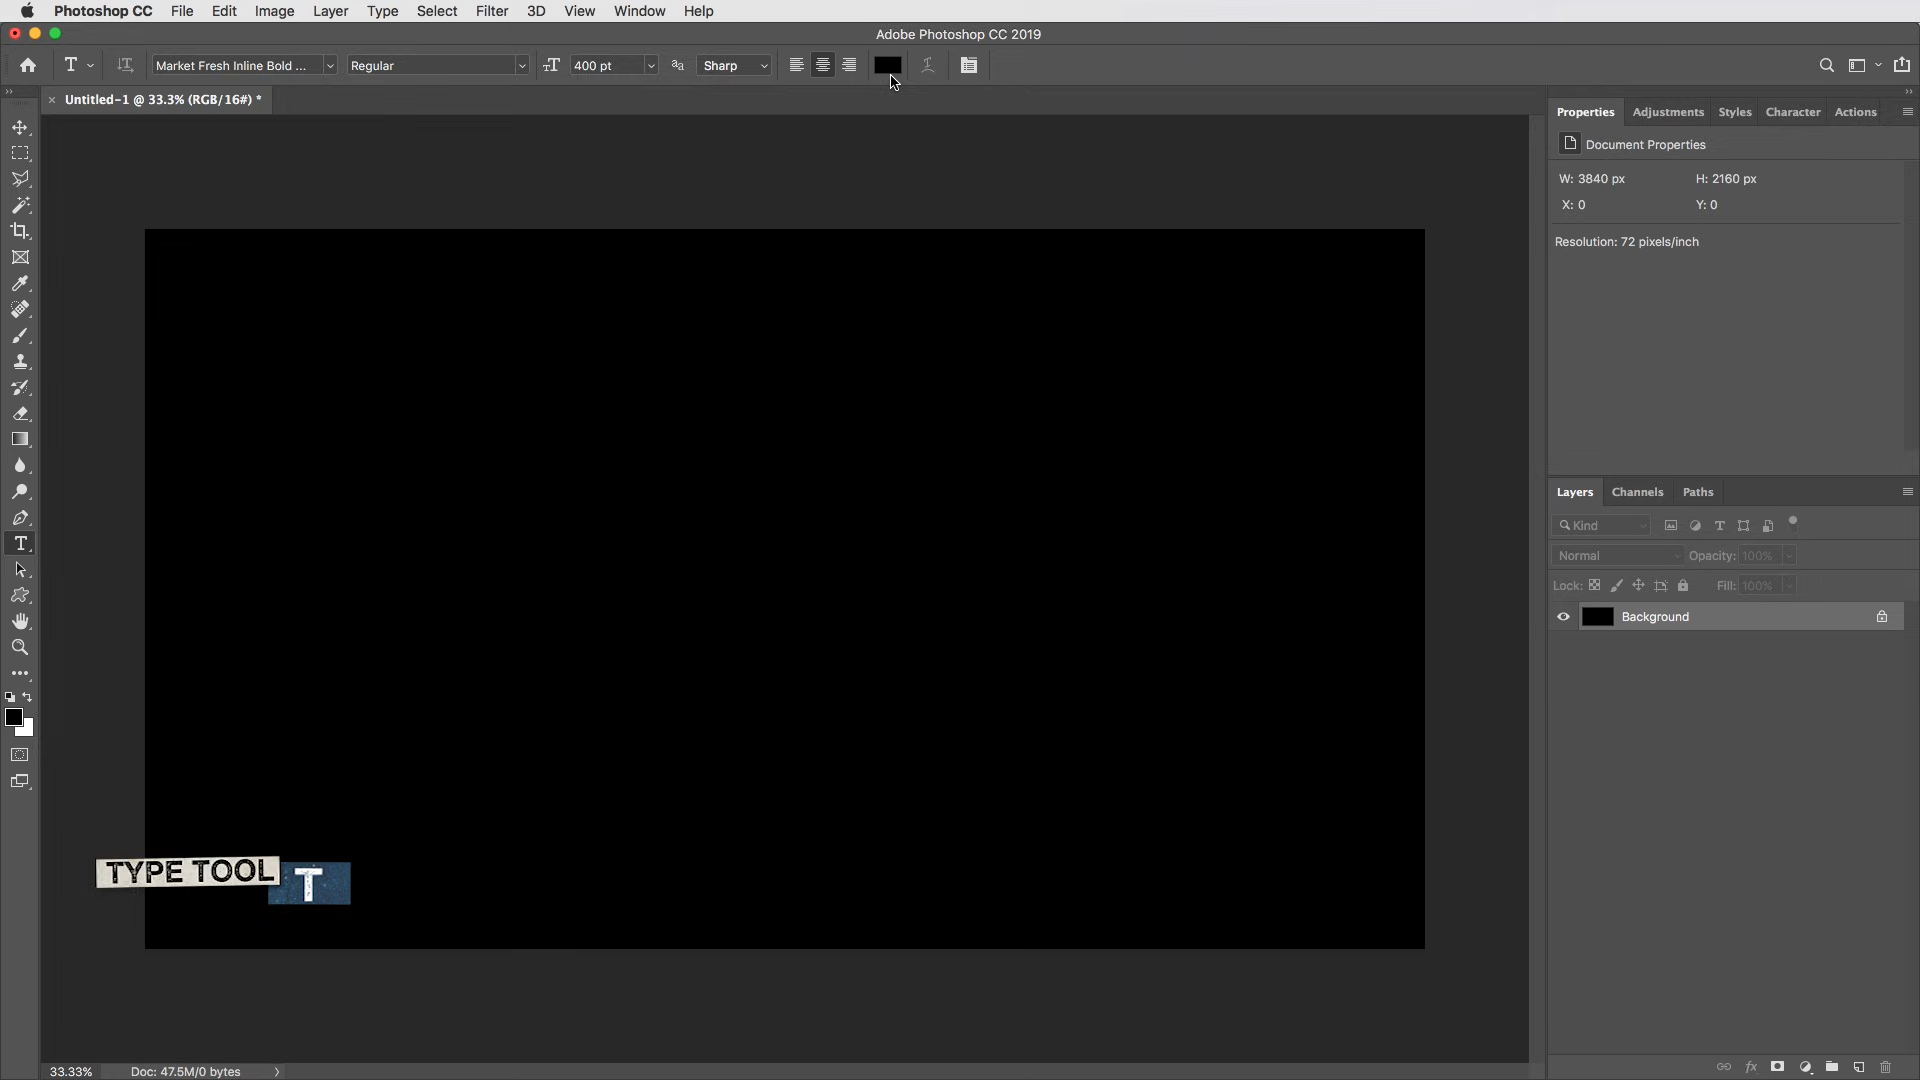 Photoshop CC File Edit Image Layer Type Select Filter 3D View Window Help
Adobe Photoshop CC 2019
Market Fresh Inline Bold ... Regular 400 pt Sharp
× Untitled-1 @ 33.3% (RGB/16#) *
Properties Adjustments Styles Character Actions
Document Properties
W: 3840 px H: 2160 px
X: 0 Y: 0
Resolution: 72 pixels/inch
Layers Channels Paths
Kind
Normal Opacity: 100%
Lock: Fill: 100%
Background
TYPE TOOL
T
33.33% Doc: 47.5M/0 bytes